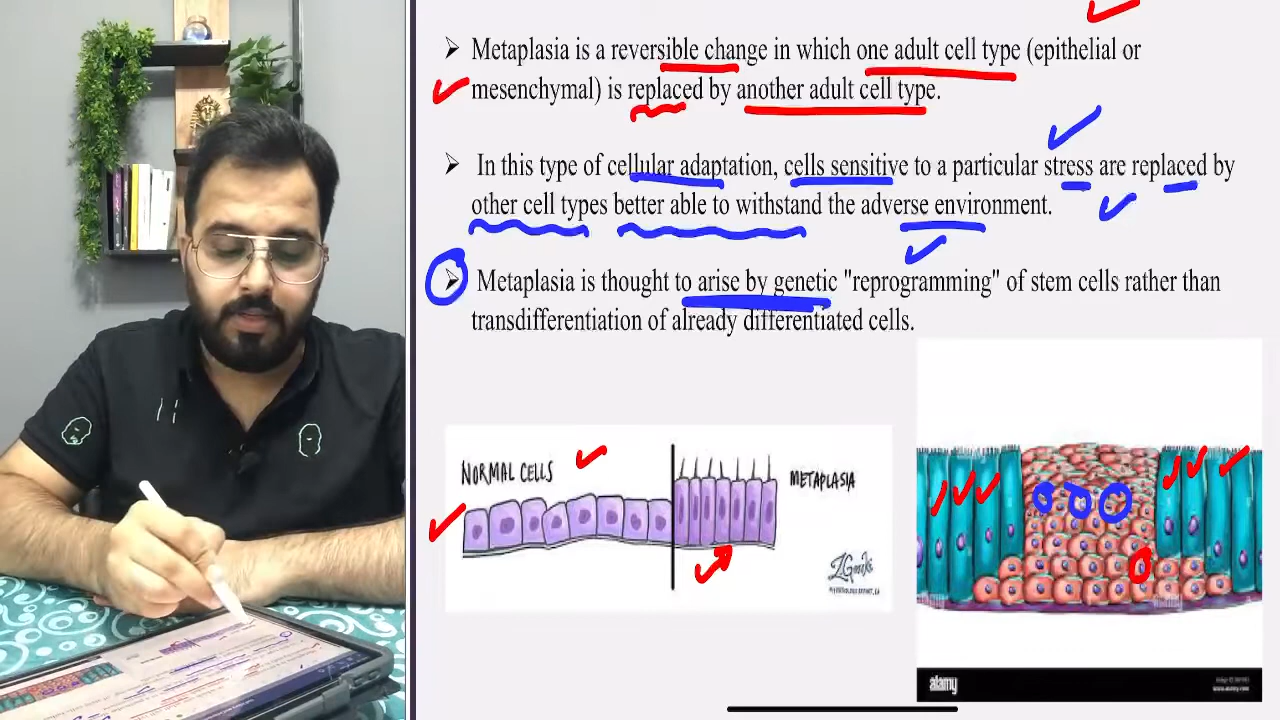 ➢ Metaplasia is a reversible change in which one adult cell type (epithelial or
mesenchymal) is replaced by another adult cell type.
➢ In this type of cellular adaptation, cells sensitive to a particular stress are replaced by
other cell types better able to withstand the adverse environment.
➢ Metaplasia is thought to arise by genetic "reprogramming" of stem cells rather than
transdifferentiation of already differentiated cells.
NORMAL CELLS
METAPLASIA
alamy
www.alamy.com